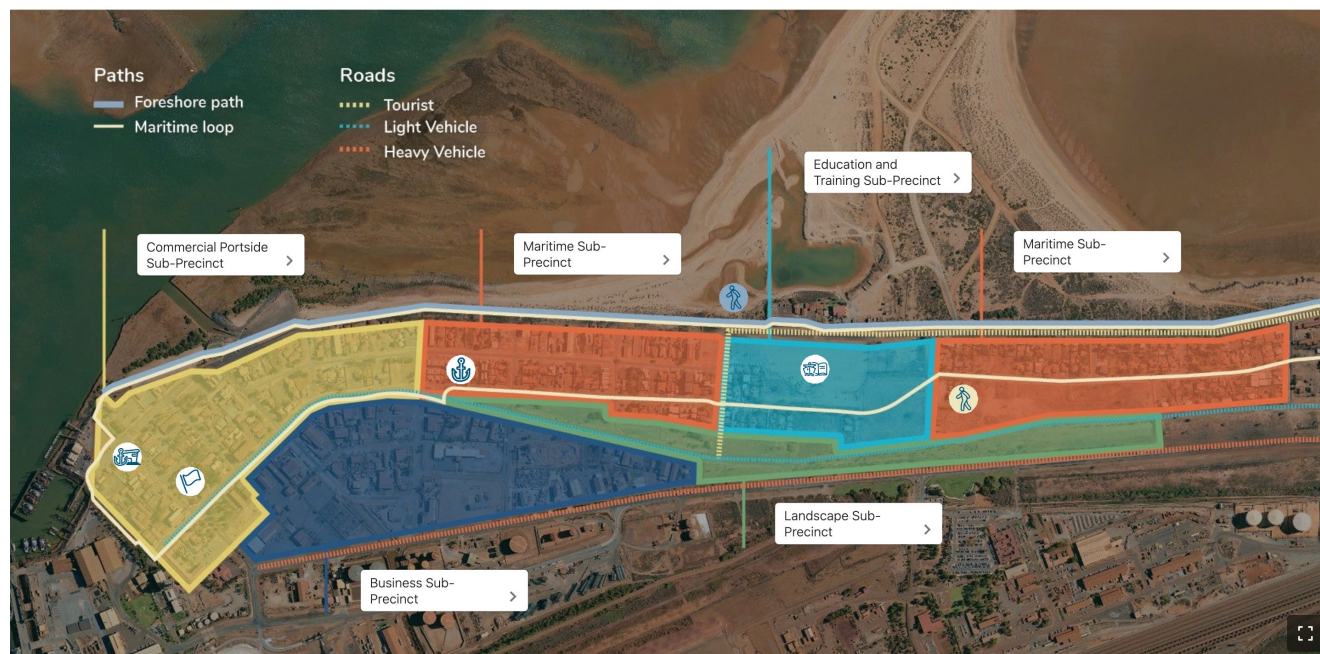 Paths
Foreshore path
Maritime loop
Roads
Tourist
Light Vehicle
Heavy Vehicle
Education and
Training Sub-Precinct
Commercial Portside
Sub-Precinct
Maritime Sub-
Precinct
Maritime Sub-
Precinct
Landscape Sub-
Precinct
Business Sub-
Precinct